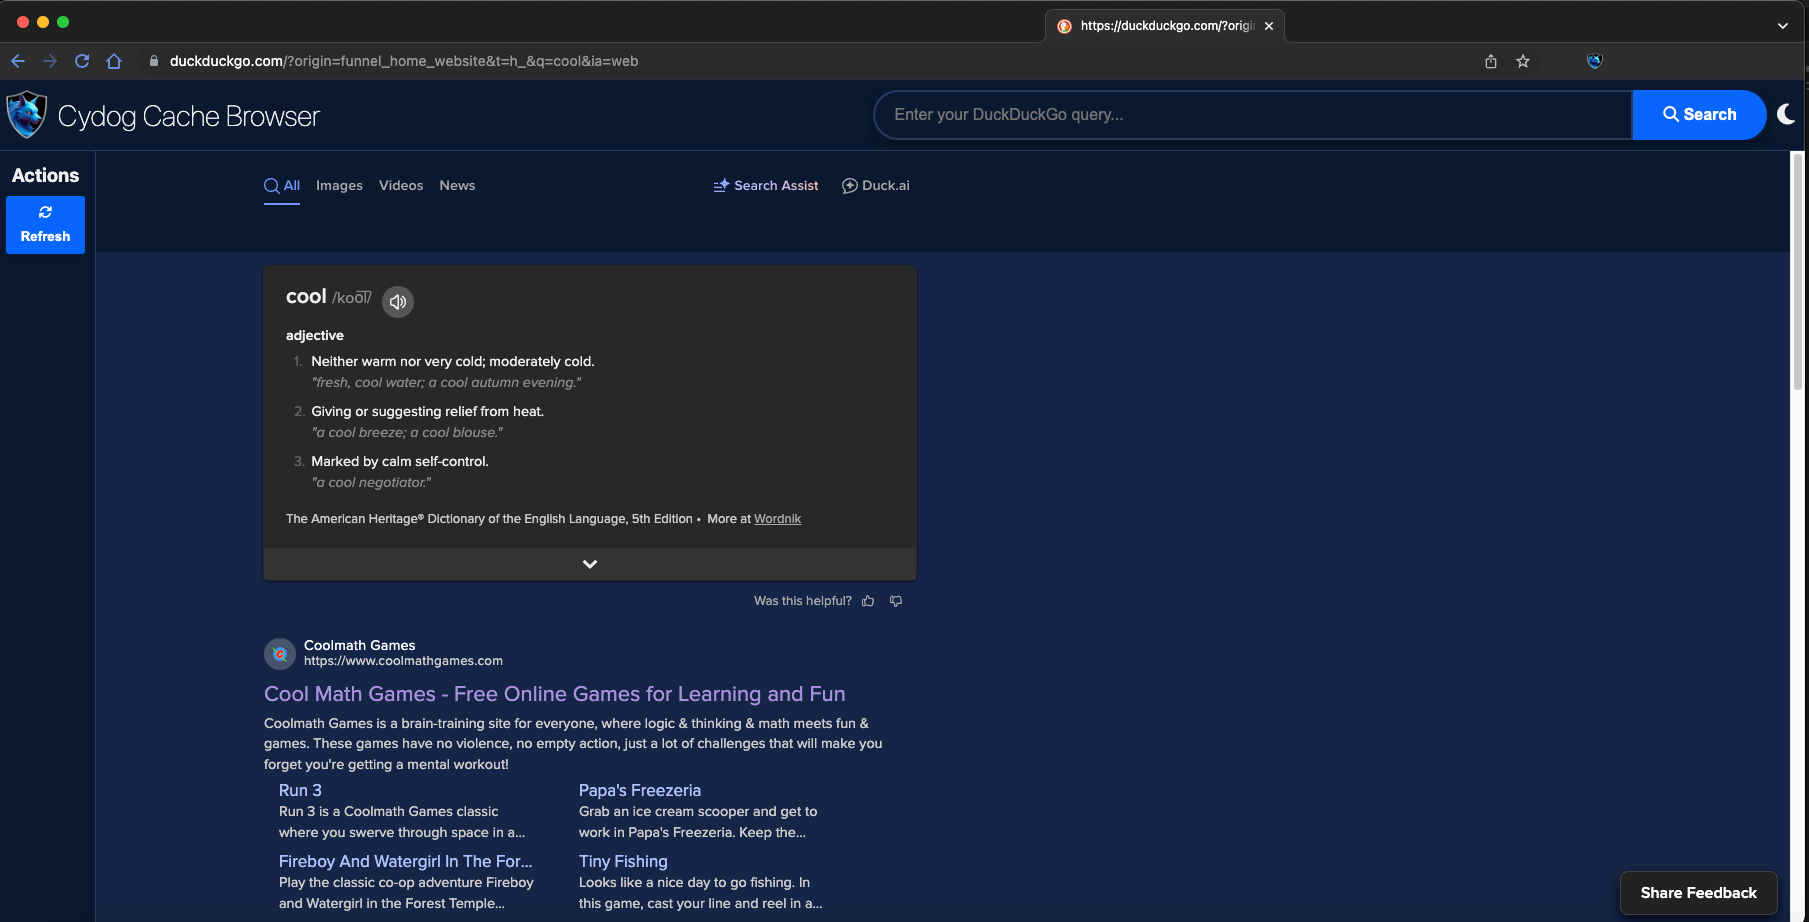 https://duckduckgo.com/?origi
duckduckgo.com/?origin=funnel_home_website&t=h_&q=cool&ia=web
Cydog Cache Browser
Enter your DuckDuckGo query...
Search
Actions
Refresh
All Images Videos News
Search Assist Duck.ai
cool /ko͞ol/
adjective
1. Neither warm nor very cold; moderately cold.
"fresh, cool water; a cool autumn evening."
2. Giving or suggesting relief from heat.
"a cool breeze; a cool blouse."
3. Marked by calm self-control.
"a cool negotiator."
The American Heritage® Dictionary of the English Language, 5th Edition • More at Wordnik
Was this helpful?
Coolmath Games
https://www.coolmathgames.com
Cool Math Games - Free Online Games for Learning and Fun
Coolmath Games is a brain-training site for everyone, where logic & thinking & math meets fun &
games. These games have no violence, no empty action, just a lot of challenges that will make you
forget you're getting a mental workout!
Run 3
Run 3 is a Coolmath Games classic
where you swerve through space in a...
Papa's Freezeria
Grab an ice cream scooper and get to
work in Papa's Freezeria. Keep the...
Fireboy And Watergirl In The For...
Play the classic co-op adventure Fireboy
and Watergirl in the Forest Temple...
Tiny Fishing
Looks like a nice day to go fishing. In
this game, cast your line and reel in a...
Share Feedback